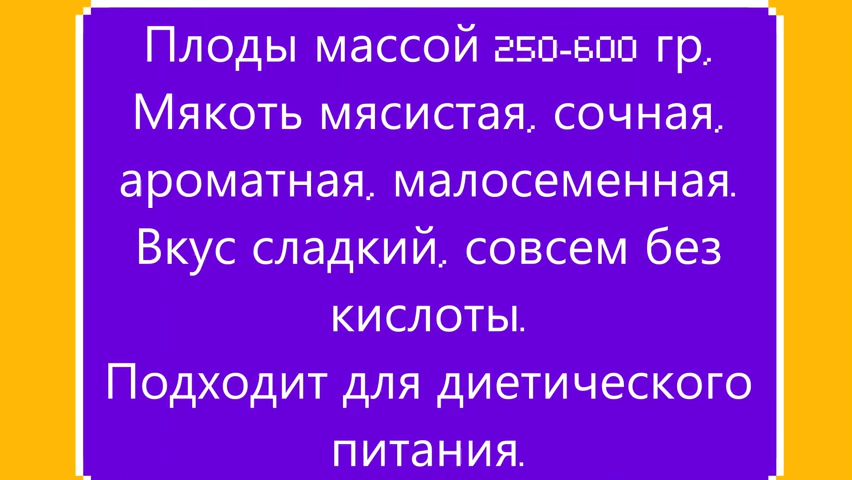 Плоды массой 250-600 гр,
Мякоть мясистая, сочная,
ароматная, малосеменная.
Вкус сладкий, совсем без
кислоты.
Подходит для диетического
питания.